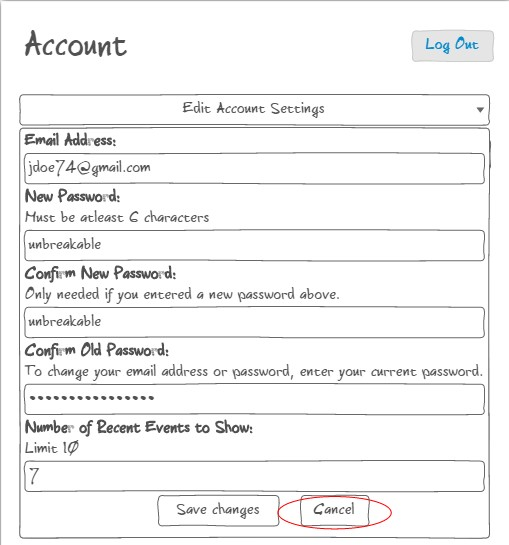 Account
Log Out
Edit Account Settings
Email Address:
jdoe74@gmail.com
New Password:
Must be atleast 6 characters
unbreakable
Confirm New Password:
Only needed if you entered a new password above.
unbreakable
Confirm Old Password:
To change your email address or password, enter your current password.
••••••••••••••••
Number of Recent Events to Show:
Limit 10
7
Save changes
Cancel